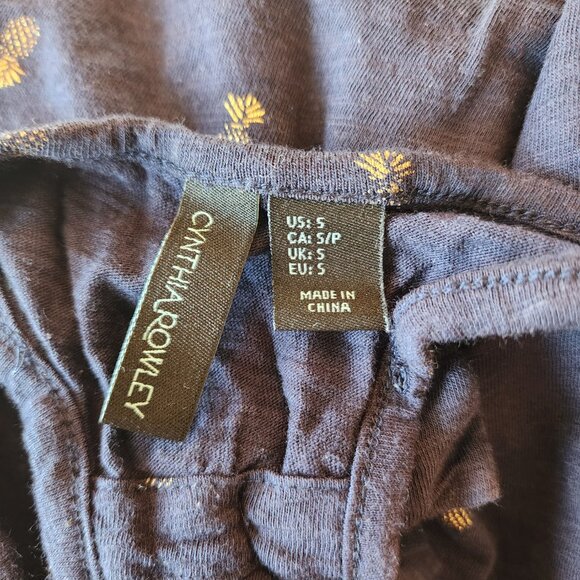 CYNTHIA ROWLEY
US: S
CA: S/P
UK: S
EU: S
MADE IN
CHINA